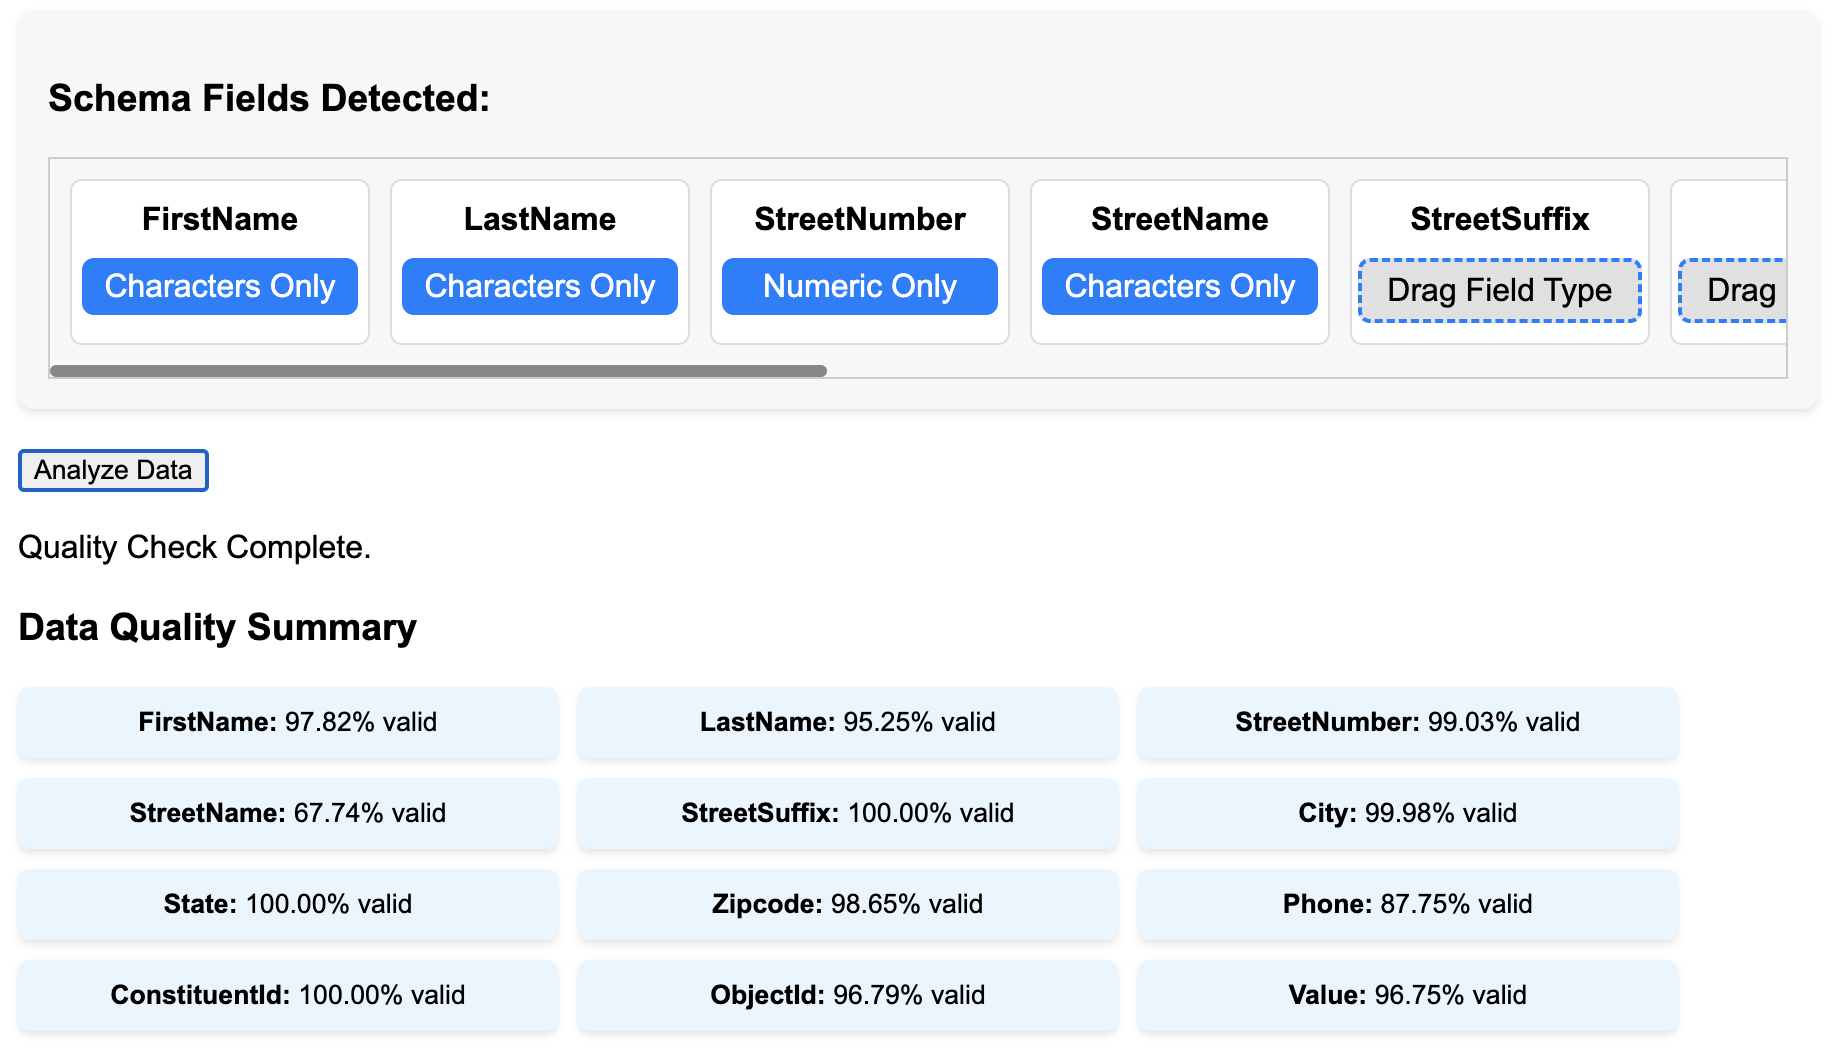 Schema Fields Detected:
FirstName LastName StreetNumber StreetName StreetSuffix
Characters Only Characters Only Numeric Only Characters Only Drag Field Type Drag
Analyze Data
Quality Check Complete.
Data Quality Summary
FirstName: 97.82% valid LastName: 95.25% valid StreetNumber: 99.03% valid
StreetName: 67.74% valid StreetSuffix: 100.00% valid City: 99.98% valid
State: 100.00% valid Zipcode: 98.65% valid Phone: 87.75% valid
ConstituentId: 100.00% valid ObjectId: 96.79% valid Value: 96.75% valid